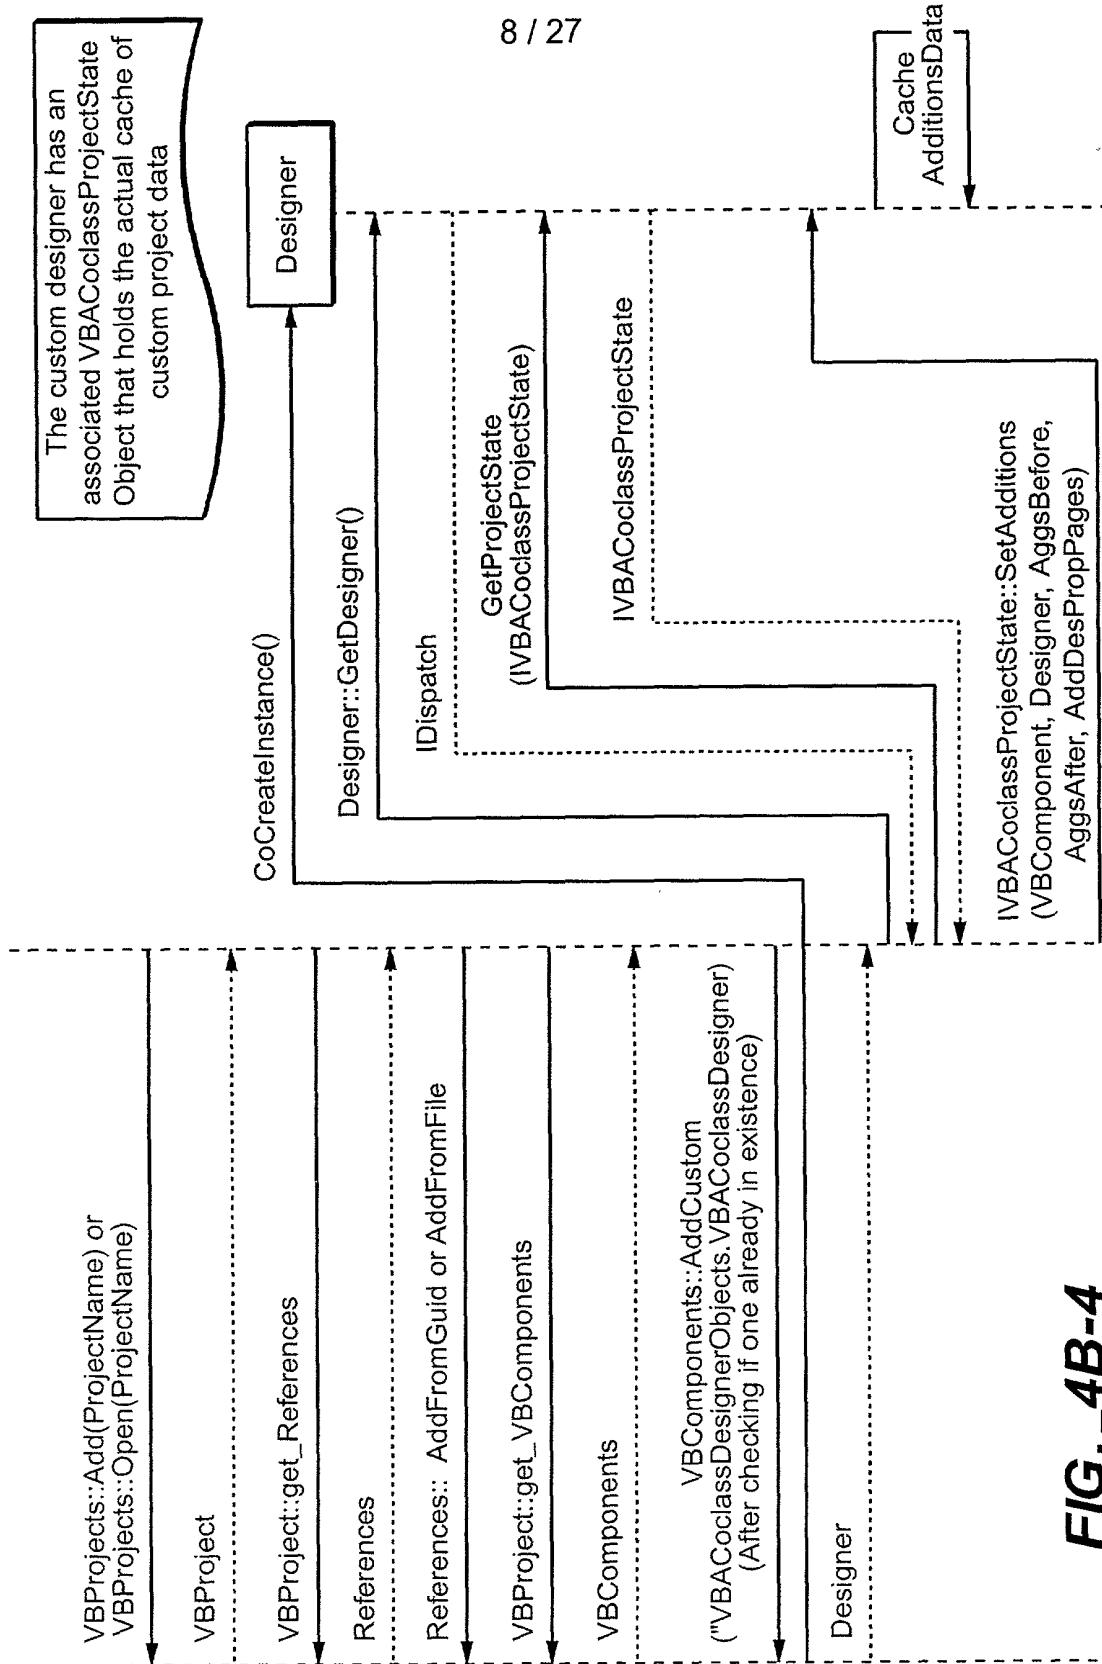 8 / 27
The custom designer has an
associated VBACoclassProjectState
Object that holds the actual cache of
custom project data
VBProjects::Add(ProjectName) or
VBProjects::Open(ProjectName)
VBProject
VBProject::get_References
References
References:: AddFromGuid or AddFromFile
VBProject::get_VBComponents
VBComponents
VBComponents::AddCustom
("VBACoclassDesignerObjects.VBACoclassDesigner)
(After checking if one already in existence)
Designer
CoCreateInstance()
Designer
Designer::GetDesigner()
IDispatch
GetProjectState
(IVBACoclassProjectState)
IVBACoclassProjectState
IVBACoclassProjectState::SetAdditions
(VBComponent, Designer, AggsBefore,
AggsAfter, AddDesPropPages)
Cache
AdditionsData
FIG._4B-4